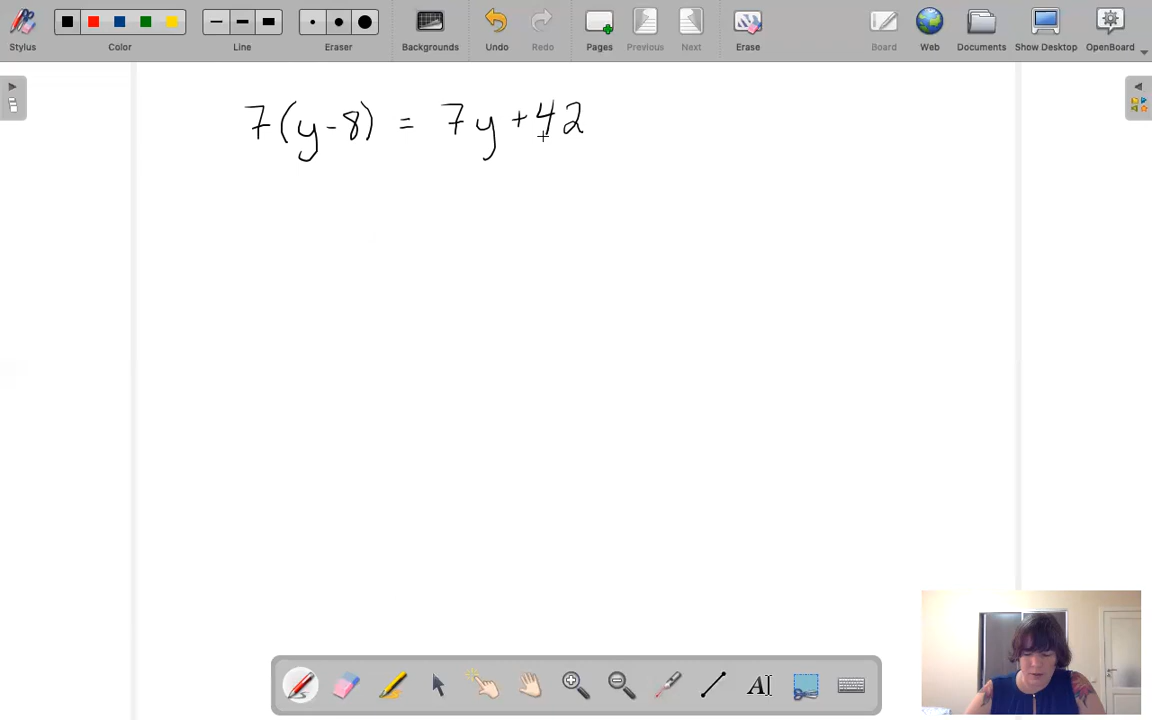 Stylus
Color
Line
Eraser
Backgrounds
Undo
Redo
Pages
Previous
Next
Erase
Board
Web
Documents
Show Desktop
OpenBoard
7(y-8) = 7y+42
A